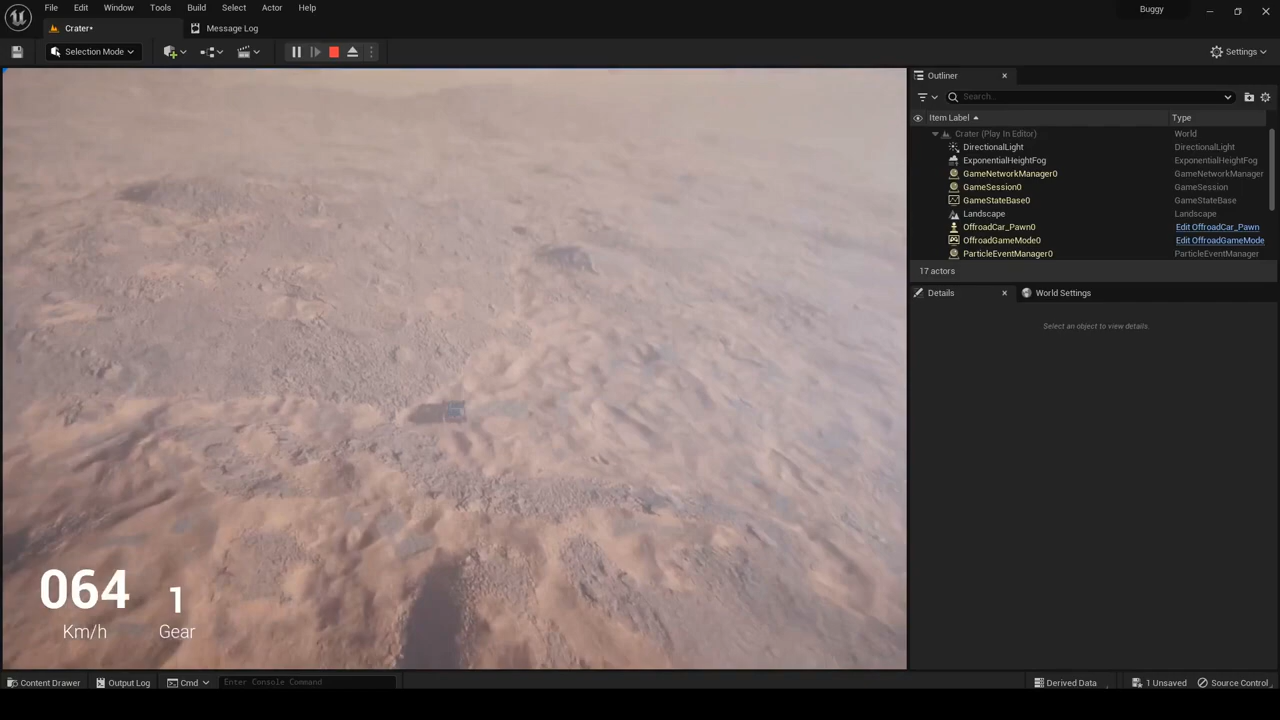 File Edit Window Tools Build Select Actor Help
Buggy
Crater•
Message Log
Selection Mode
Settings
Outliner
Search...
Item Label
Type
Crater (Play In Editor)
World
DirectionalLight
DirectionalLight
ExponentialHeightFog
ExponentialHeightFog
GameNetworkManager0
GameNetworkManager
GameSession0
GameSession
GameStateBase0
GameStateBase
Landscape
Landscape
OffroadCar_Pawn0
Edit OffroadCar_Pawn
OffroadGameMode0
Edit OffroadGameMode
ParticleEventManager0
ParticleEventManager
17 actors
Details
World Settings
Select an object to view details.
064
1
Km/h
Gear
Content Drawer
Output Log
Cmd
Enter Console Command
Derived Data
1 Unsaved
Source Control